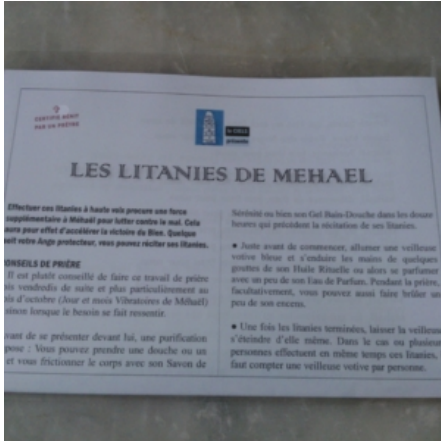 CERTIFIÉ BÉNIT
PAR UN PRÊTRE
présente
LES LITANIES DE MEHAEL
Effectuer ces litanies à haute voix procure une force
supplémentaire à Méhaël pour lutter contre le mal. Cela
aura pour effet d'accélérer la victoire du Bien. Quelque
soit votre Ange protecteur, vous pouvez réciter ses litanies.
CONSEILS DE PRIÈRE
Il est plutôt conseillé de faire ce travail de prière
vendredis de suite et plus particulièrement au
d'octobre (Jour et mois Vibratoires de Méhaël)
sinon lorsque le besoin se fait ressentir.
de se présenter devant lui, une purification
: Vous pouvez prendre une douche ou un
et vous frictionner le corps avec son Savon de
Sérénité ou bien son Gel Bain-Douche dans les douze
heures qui précèdent la récitation de ses litanies.
● Juste avant de commencer, allumer une veilleuse
votive bleue et s'enduire les mains de quelques
gouttes de son Huile Rituelle ou alors se parfumer
avec un peu de son Eau de Parfum. Pendant la prière,
facultativement, vous pouvez aussi faire brûler un
peu de son encens.
● Une fois les litanies terminées, laisser la veilleuse
s'éteindre d'elle même. Dans le cas ou plusieurs
personnes effectuent en même temps ces litanies,
faut compter une veilleuse votive par personne.